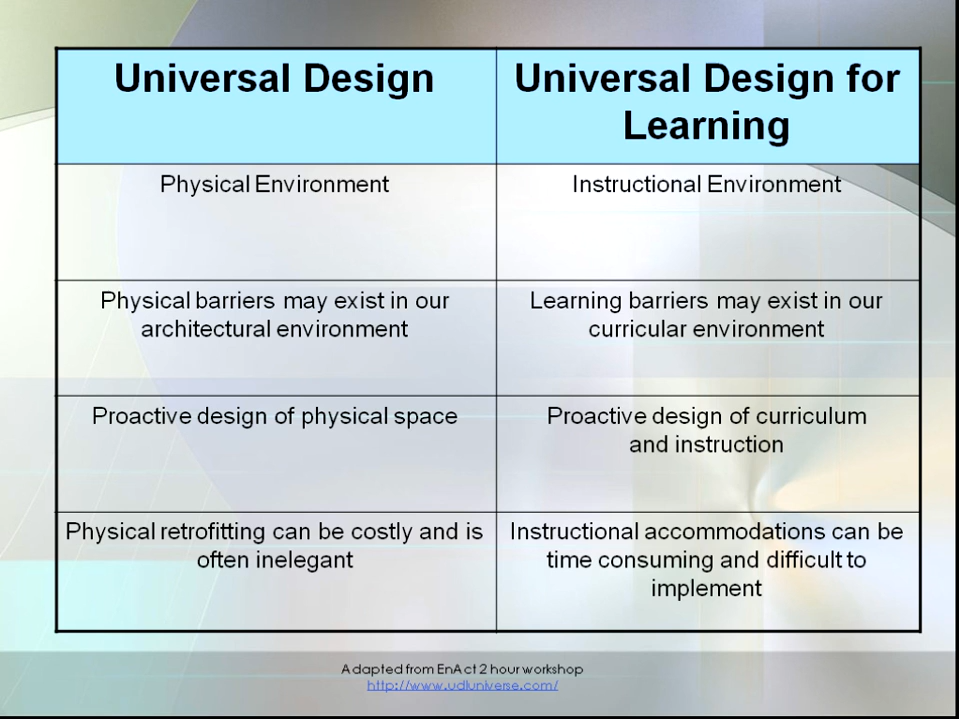 Universal Design
Universal Design for
Learning
Physical Environment
Instructional Environment
Physical barriers may exist in our
architectural environment
Learning barriers may exist in our
curricular environment
Proactive design of physical space
Proactive design of curriculum
and instruction
Physical retrofitting can be costly and is
often inelegant
Instructional accommodations can be
time consuming and difficult to
implement
Adapted from EnAct 2 hour workshop
http://www.udluniverse.com/